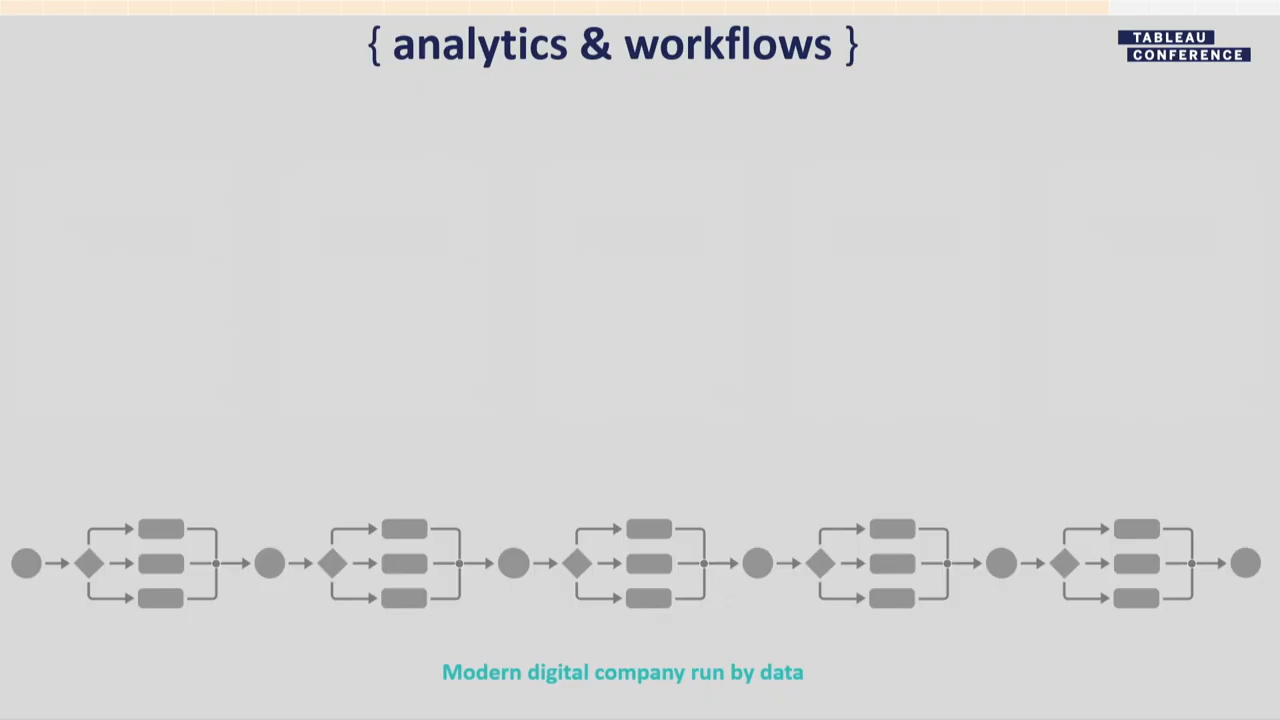 { analytics & workflows }
TABLEAU
CONFERENCE
Modern digital company run by data